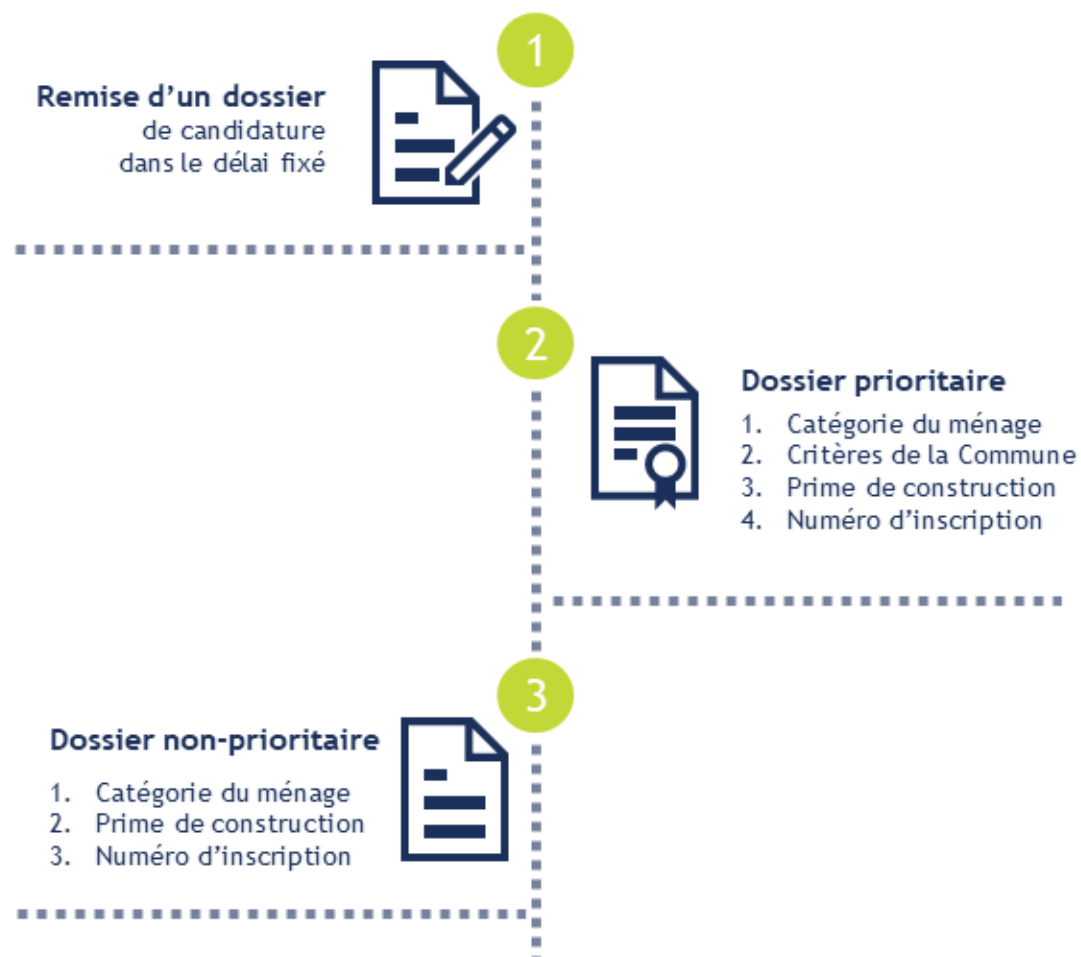 1
Remise d'un dossier
de candidature
dans le délai fixé
2
Dossier prioritaire
1. Catégorie du ménage
2. Critères de la Commune
3. Prime de construction
4. Numéro d'inscription
3
Dossier non-prioritaire
1. Catégorie du ménage
2. Prime de construction
3. Numéro d'inscription